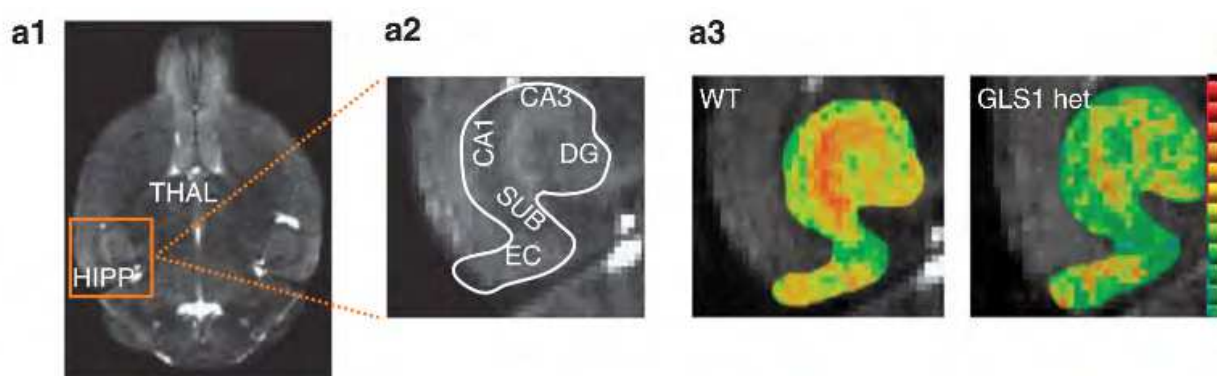 a1
THAL
HIPP
a2
CA3
CA1
DG
SUB
EC
a3
WT
GLS1 het